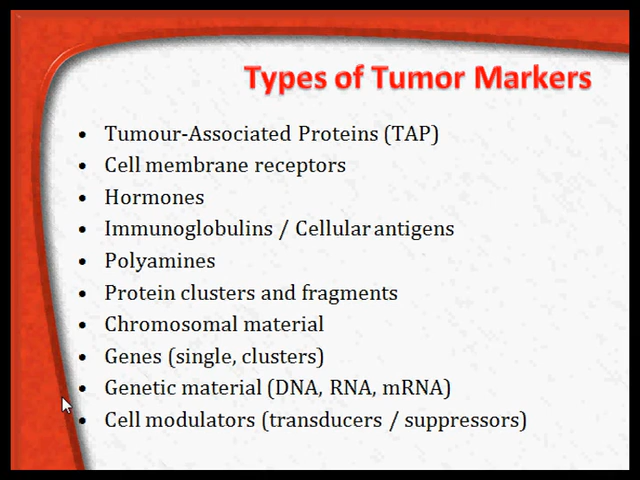 Types of Tumor Markers
• Tumour-Associated Proteins (TAP)
• Cell membrane receptors
• Hormones
• Immunoglobulins / Cellular antigens
• Polyamines
• Protein clusters and fragments
• Chromosomal material
• Genes (single, clusters)
• Genetic material (DNA, RNA, mRNA)
• Cell modulators (transducers / suppressors)